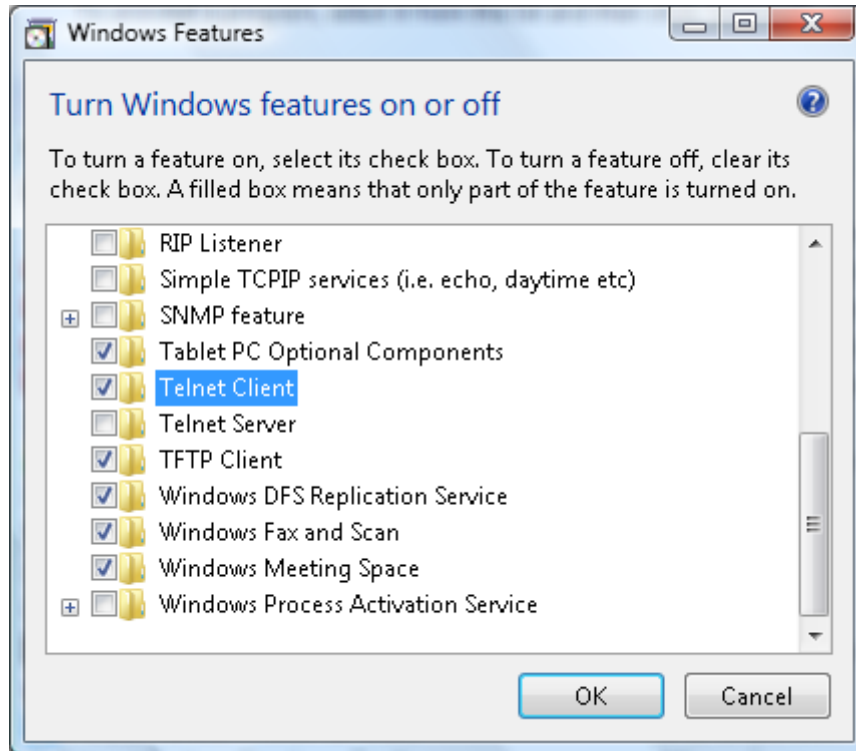 Windows Features
Turn Windows features on or off
To turn a feature on, select its check box. To turn a feature off, clear its
check box. A filled box means that only part of the feature is turned on.
RIP Listener
Simple TCPIP services (i.e. echo, daytime etc)
SNMP feature
Tablet PC Optional Components
Telnet Client
Telnet Server
TFTP Client
Windows DFS Replication Service
Windows Fax and Scan
Windows Meeting Space
Windows Process Activation Service
OK Cancel